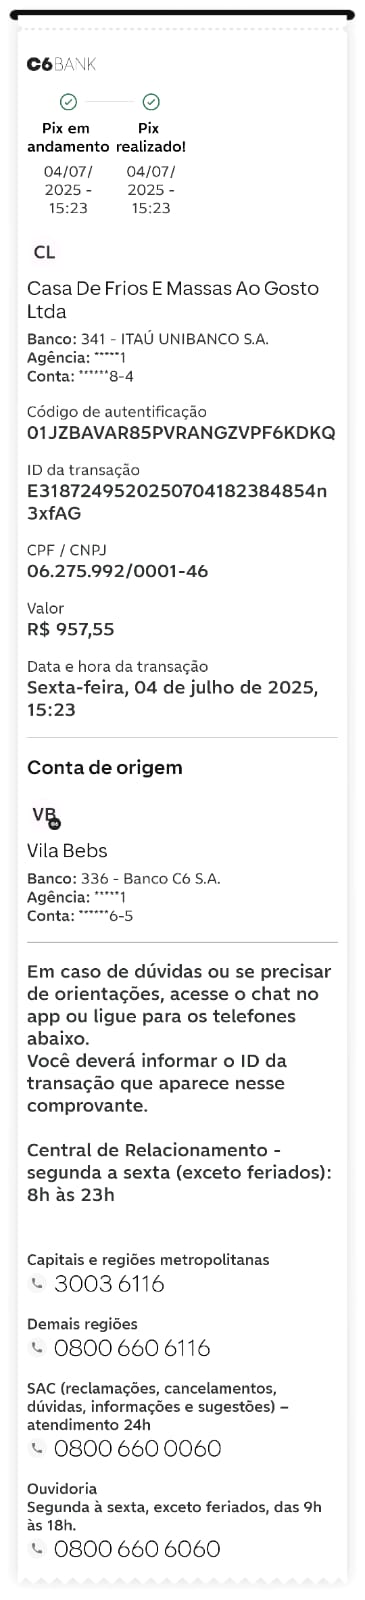 C6BANK
Pix em andamento
04/07/2025 - 15:23
Pix realizado!
04/07/2025 - 15:23
CL
Casa De Frios E Massas Ao Gosto
Ltda
Banco: 341 - ITAÚ UNIBANCO S.A.
Agência: *****1
Conta: ******8-4
Código de autentificação
01JZBAVAR85PVRANGZVPF6KDKQ
ID da transação
E3187249520250704182384854n
3xfAG
CPF / CNPJ
06.275.992/0001-46
Valor
R$ 957,55
Data e hora da transação
Sexta-feira, 04 de julho de 2025,
15:23
Conta de origem
VB
Vila Bebs
Banco: 336 - Banco C6 S.A.
Agência: *****1
Conta: ******6-5
Em caso de dúvidas ou se precisar
de orientações, acesse o chat no
app ou ligue para os telefones
abaixo.
Você deverá informar o ID da
transação que aparece nesse
comprovante.
Central de Relacionamento -
segunda a sexta (exceto feriados):
8h às 23h
Capitais e regiões metropolitanas
3003 6116
Demais regiões
0800 660 6116
SAC (reclamações, cancelamentos,
dúvidas, informações e sugestões) –
atendimento 24h
0800 660 0060
Ouvidoria
Segunda à sexta, exceto feriados, das 9h
às 18h.
0800 660 6060